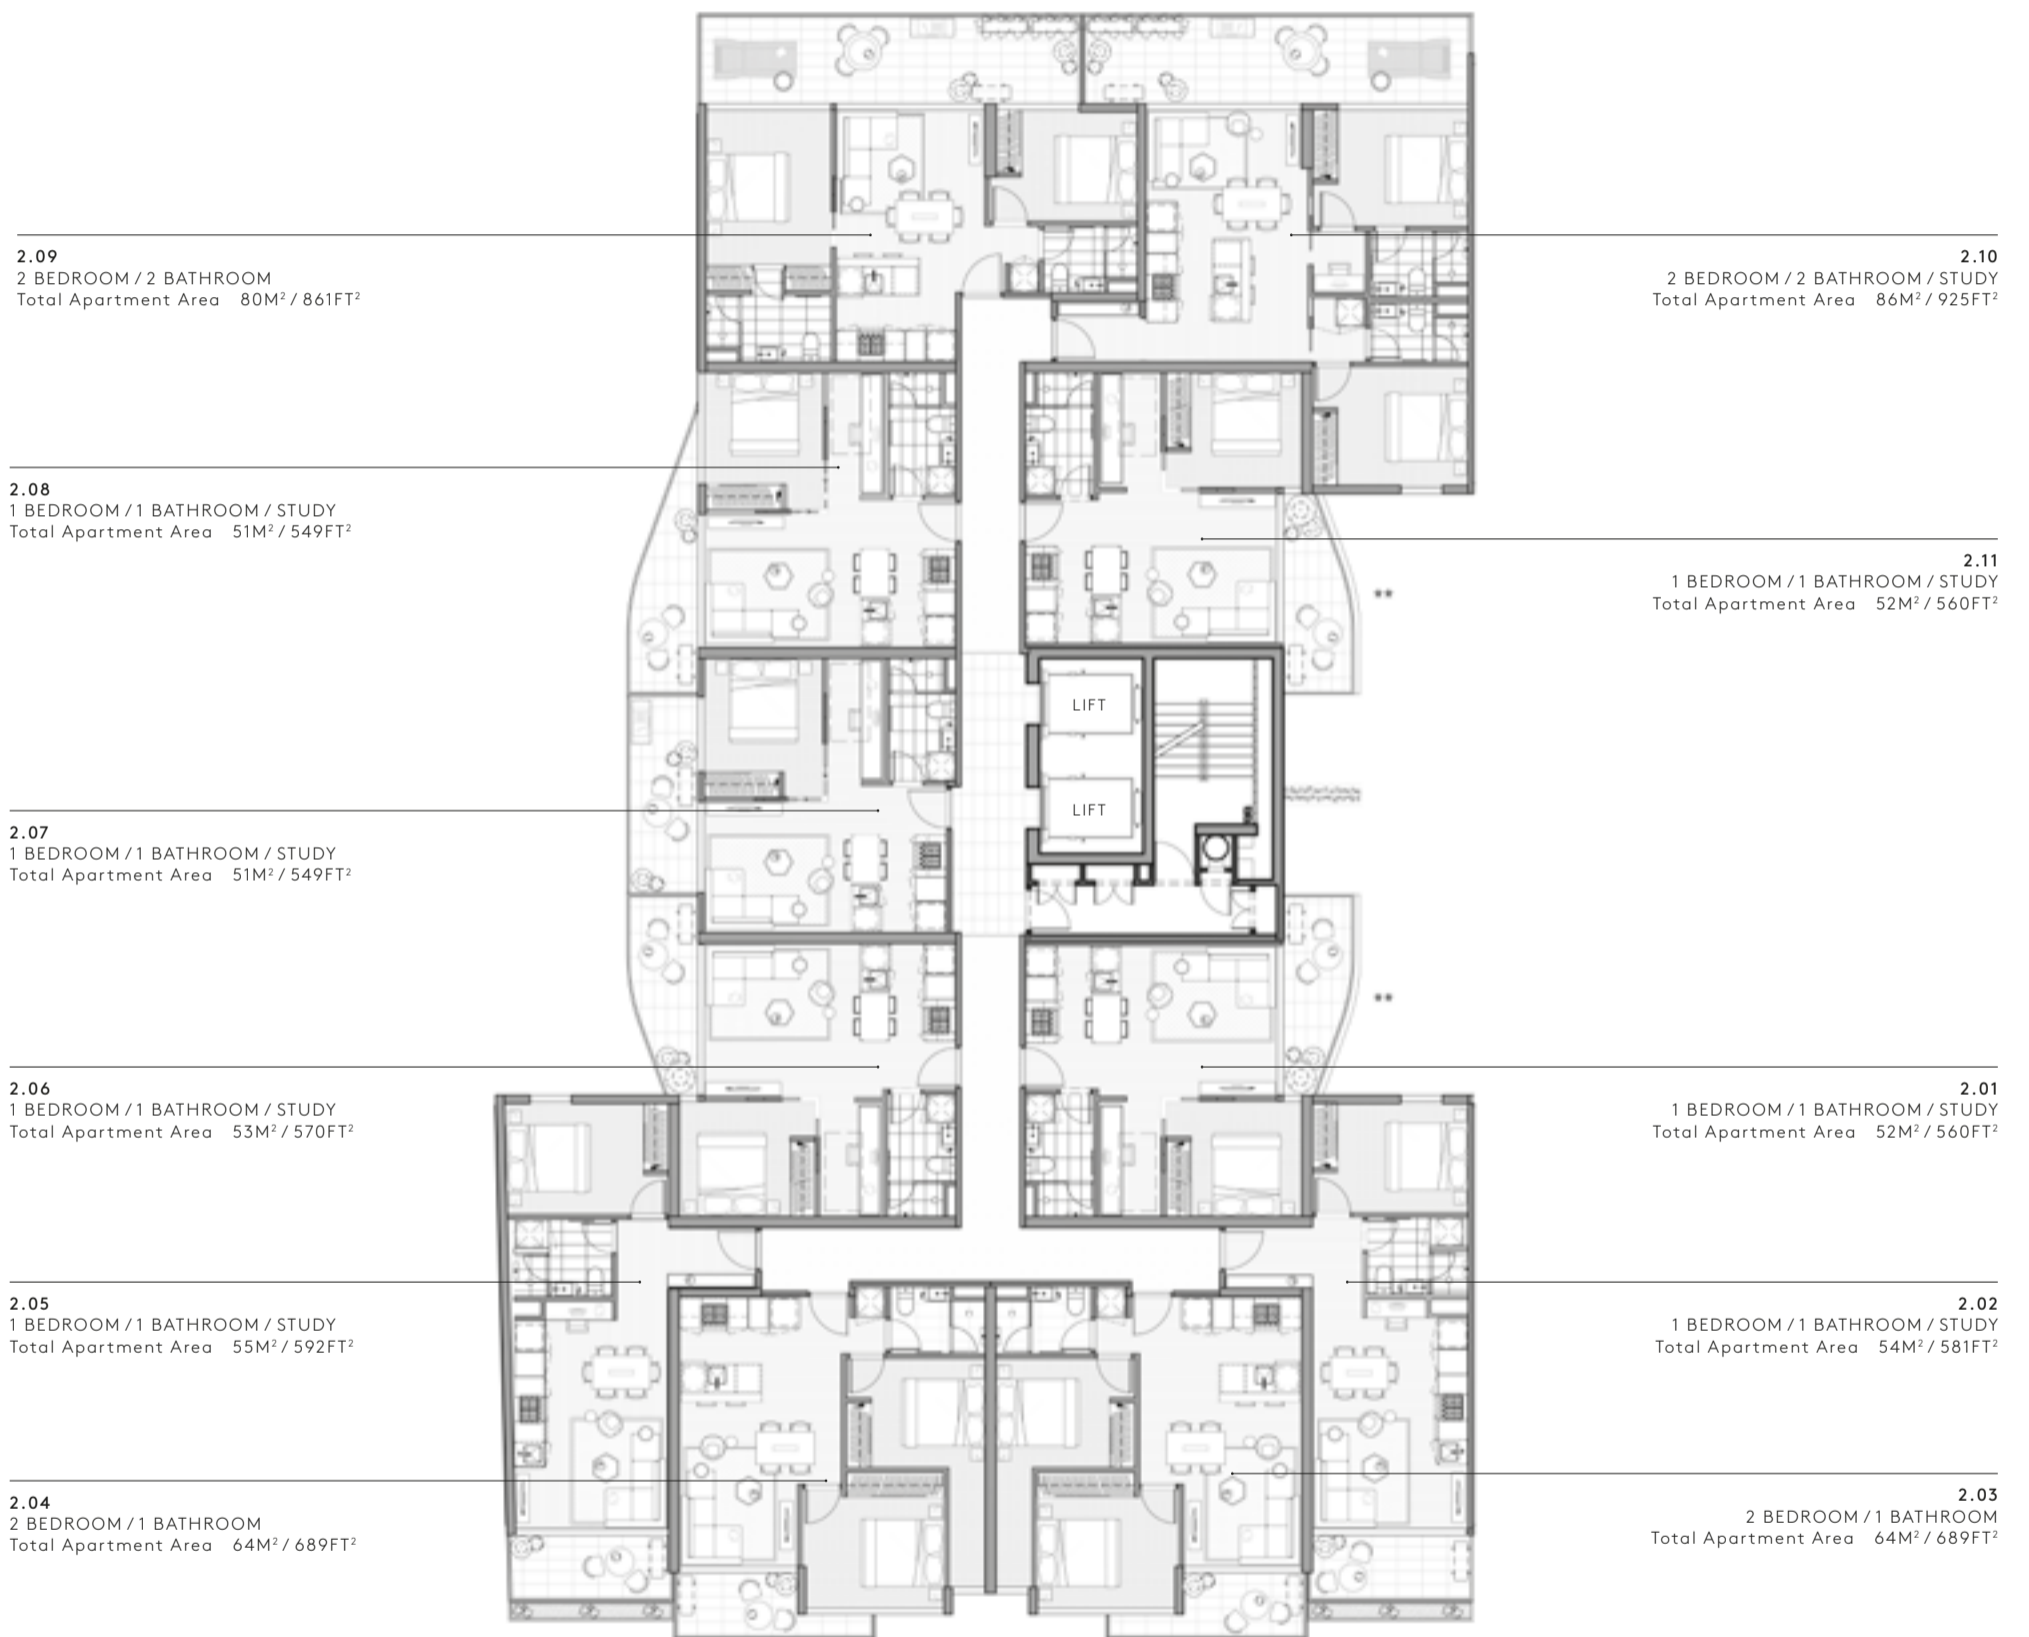 2.09
2 BEDROOM / 2 BATHROOM
Total Apartment Area 80M² / 861FT²
2.10
2 BEDROOM / 2 BATHROOM / STUDY
Total Apartment Area 86M² / 925FT²
2.08
1 BEDROOM / 1 BATHROOM / STUDY
Total Apartment Area 51M² / 549FT²
2.11
1 BEDROOM / 1 BATHROOM / STUDY
Total Apartment Area 52M² / 560FT²
**
LIFT
LIFT
2.07
1 BEDROOM / 1 BATHROOM / STUDY
Total Apartment Area 51M² / 549FT²
**
2.06
1 BEDROOM / 1 BATHROOM / STUDY
Total Apartment Area 53M² / 570FT²
2.01
1 BEDROOM / 1 BATHROOM / STUDY
Total Apartment Area 52M² / 560FT²
2.05
1 BEDROOM / 1 BATHROOM / STUDY
Total Apartment Area 55M² / 592FT²
2.02
1 BEDROOM / 1 BATHROOM / STUDY
Total Apartment Area 54M² / 581FT²
2.04
2 BEDROOM / 1 BATHROOM
Total Apartment Area 64M² / 689FT²
2.03
2 BEDROOM / 1 BATHROOM
Total Apartment Area 64M² / 689FT²